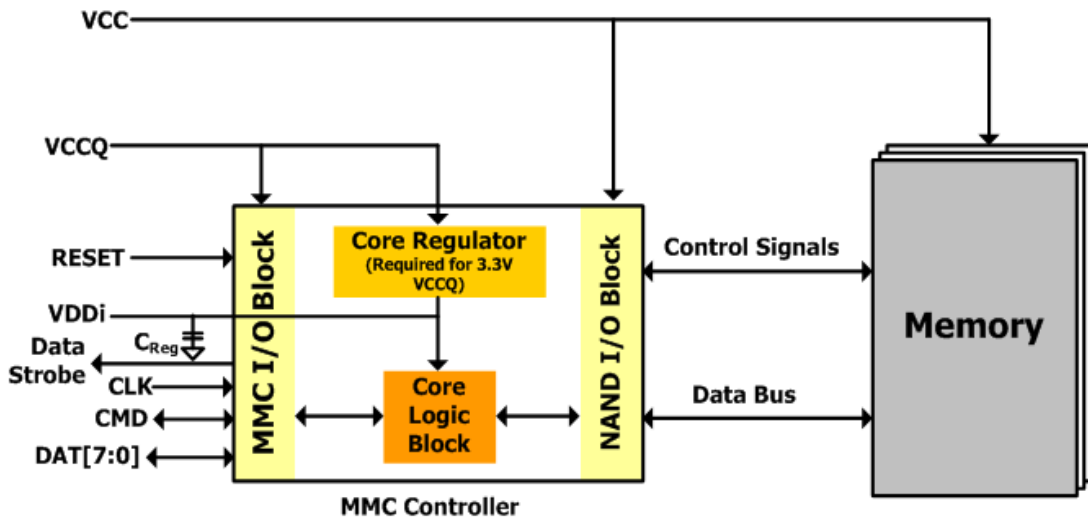 VCC
VCCQ
RESET
VDDi
CReg
Data
Strobe
CLK
CMD
DAT[7:0]
MMC I/O Block
Core Regulator
(Required for 3.3V
VCCQ)
Core
Logic
Block
NAND I/O Block
MMC Controller
Control Signals
Data Bus
Memory